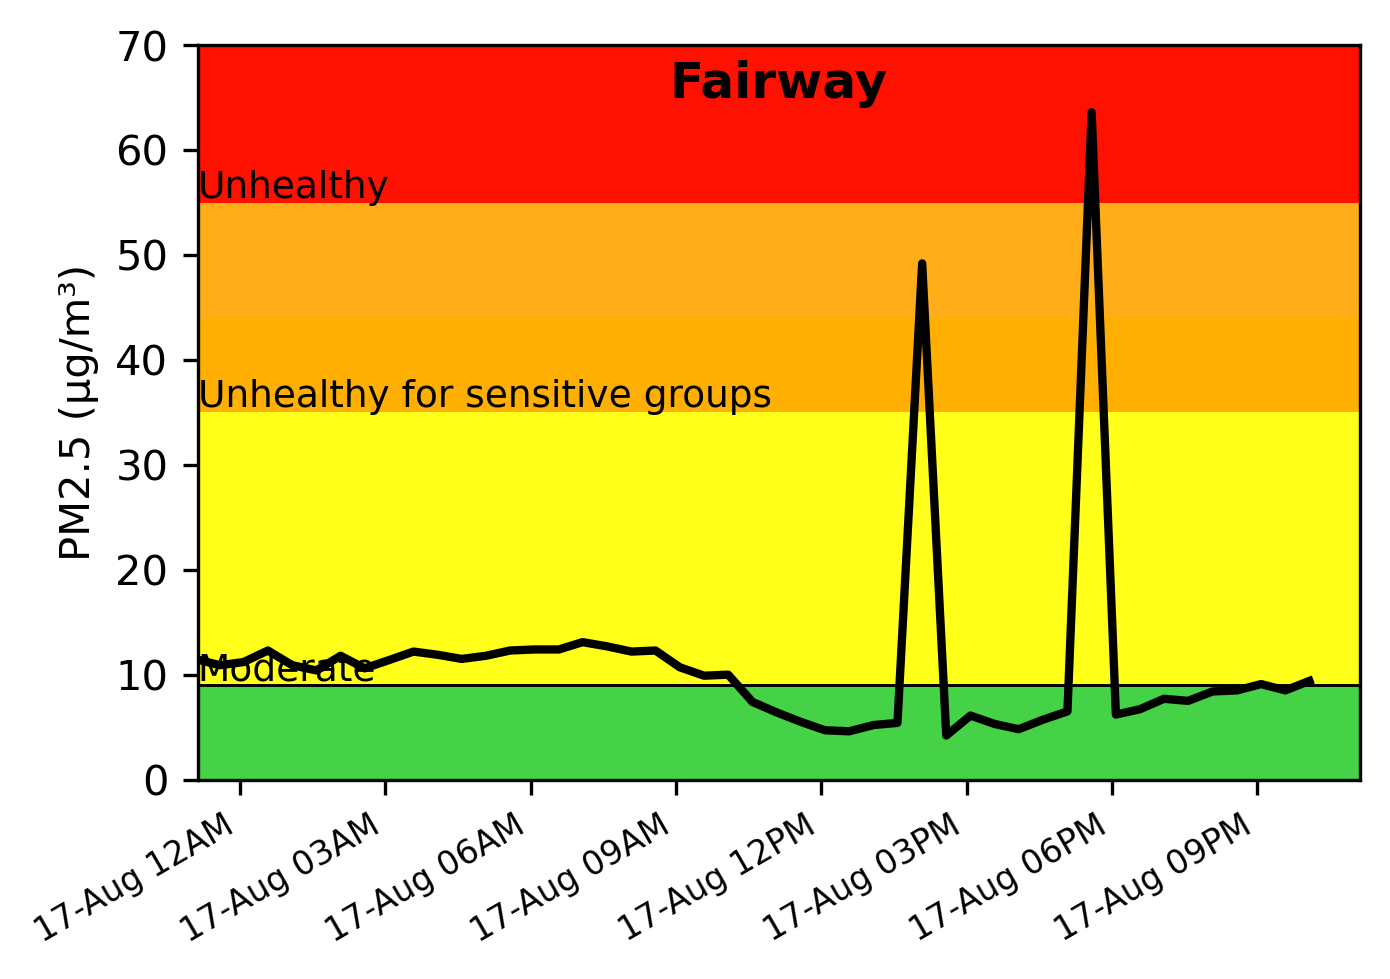 Fairway
PM2.5 (µg/m³)
70
60
50
40
30
20
10
0
Unhealthy
Unhealthy for sensitive groups
Moderate
17-Aug 12AM
17-Aug 03AM
17-Aug 06AM
17-Aug 09AM
17-Aug 12PM
17-Aug 03PM
17-Aug 06PM
17-Aug 09PM